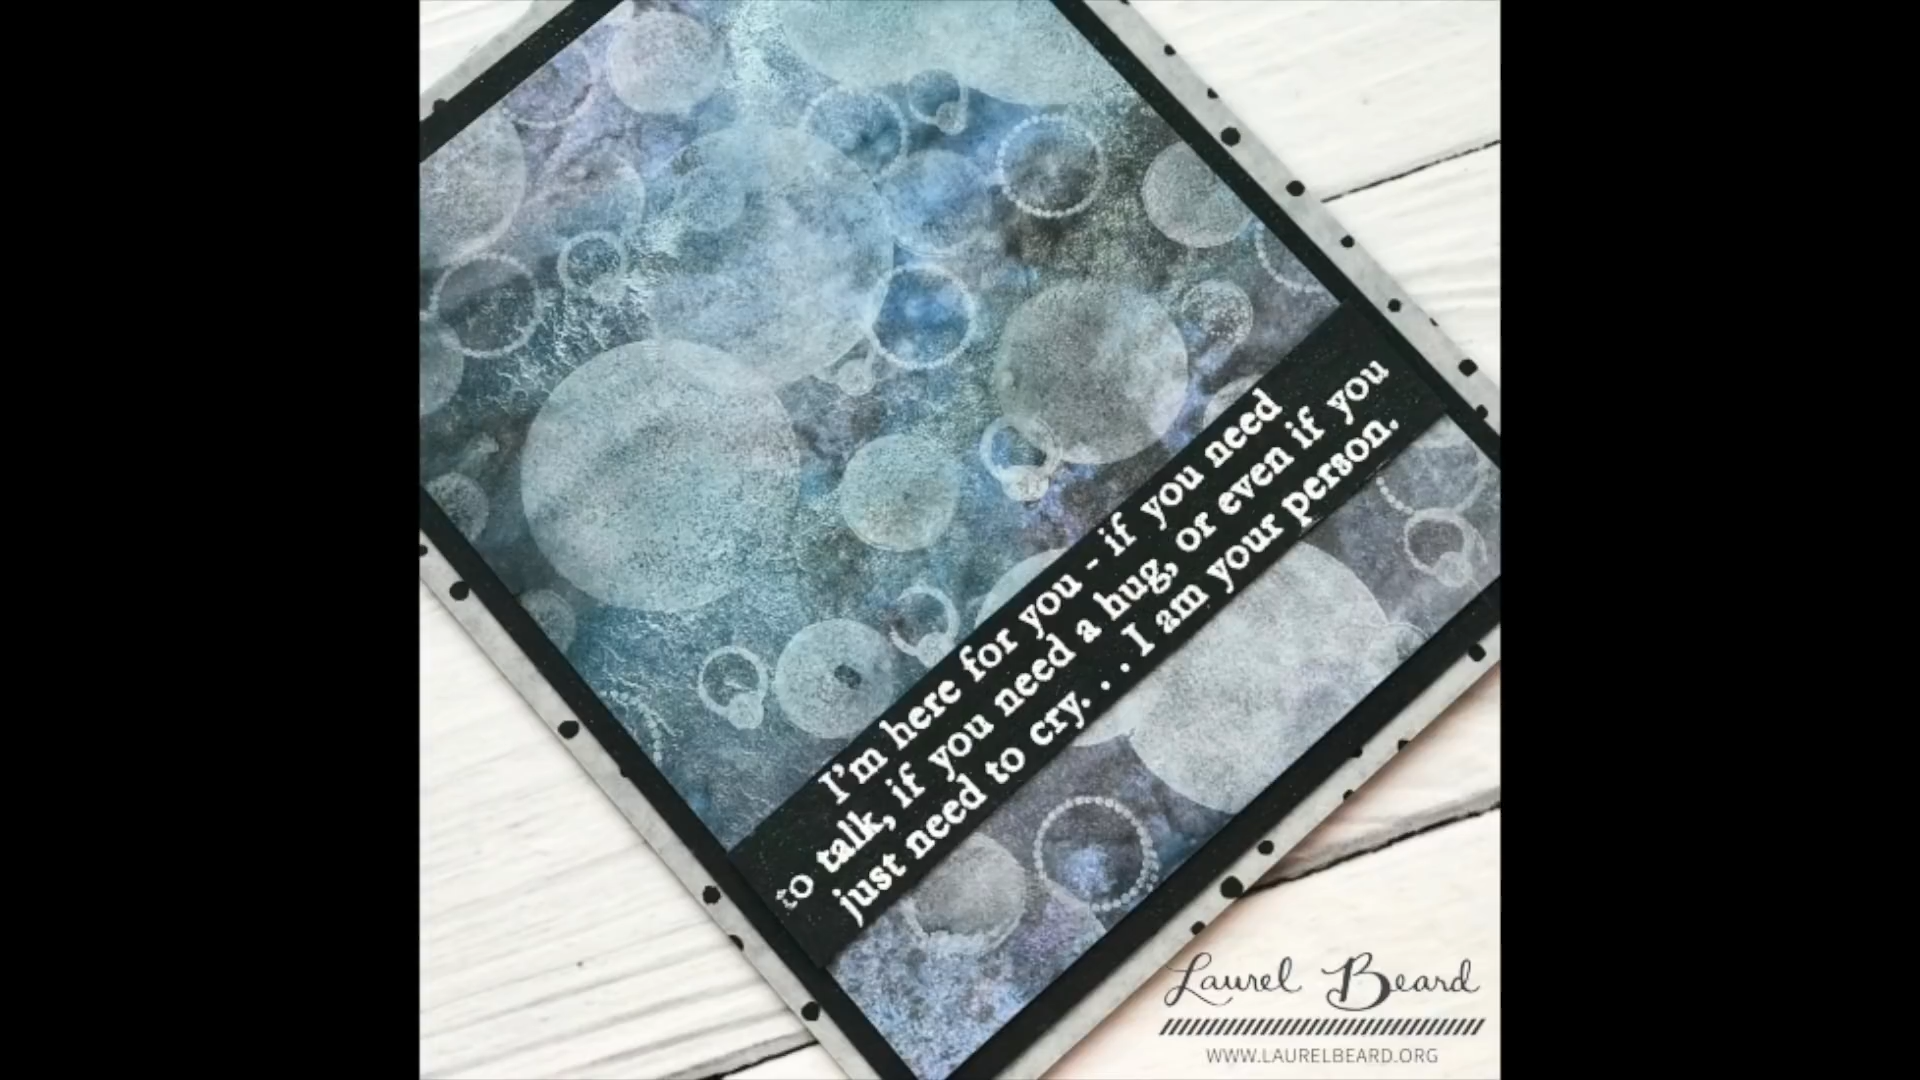 I'm here for you - if you need
to talk, if you need a hug, or even if you
just need to cry. . . I am your person.
Laurel Beard
WWW.LAURELBEARD.ORG